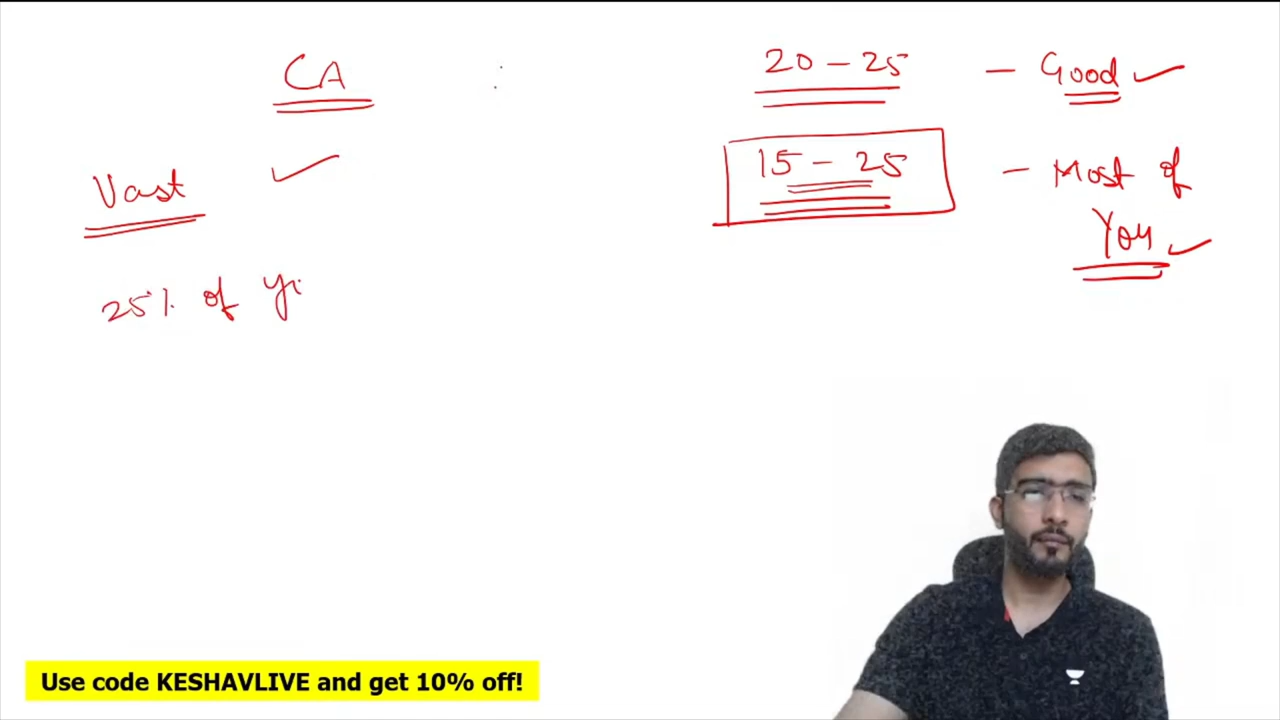 CA
Vast
25% of
20 - 25 - Good
15 - 25 - Most of
You
Use code KESHAVLIVE and get 10% off!